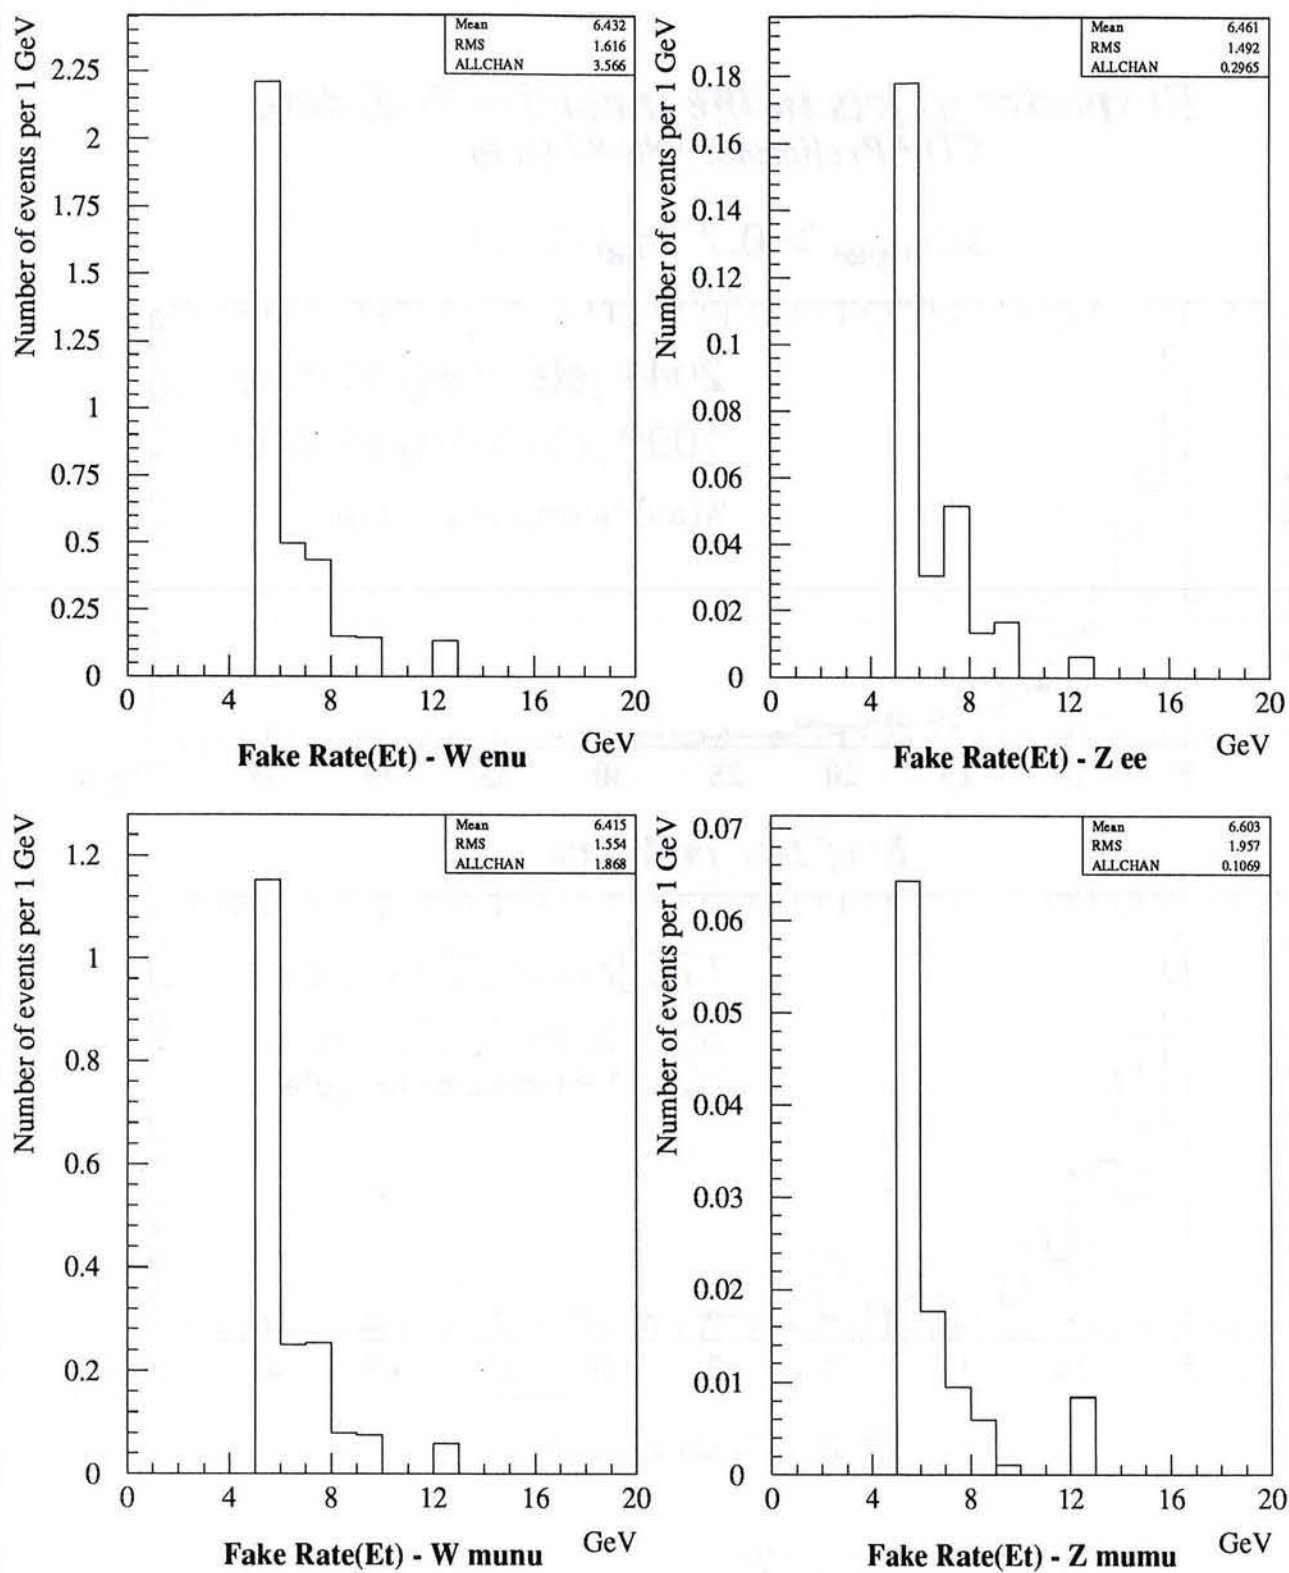 Number of events per 1 GeV
Mean 6.432
RMS 1.616
ALLCHAN 3.566
2.25
2
1.75
1.5
1.25
1
0.75
0.5
0.25
0
0 4 8 12 16 20
GeV
Fake Rate(Et) - W enu
Number of events per 1 GeV
Mean 6.461
RMS 1.492
ALLCHAN 0.2965
0.18
0.16
0.14
0.12
0.1
0.08
0.06
0.04
0.02
0
0 4 8 12 16 20
GeV
Fake Rate(Et) - Z ee
Number of events per 1 GeV
Mean 6.415
RMS 1.554
ALLCHAN 1.868
1.2
1
0.8
0.6
0.4
0.2
0
0 4 8 12 16 20
GeV
Fake Rate(Et) - W munu
Number of events per 1 GeV
Mean 6.603
RMS 1.957
ALLCHAN 0.1069
0.07
0.06
0.05
0.04
0.03
0.02
0.01
0
0 4 8 12 16 20
GeV
Fake Rate(Et) - Z mumu